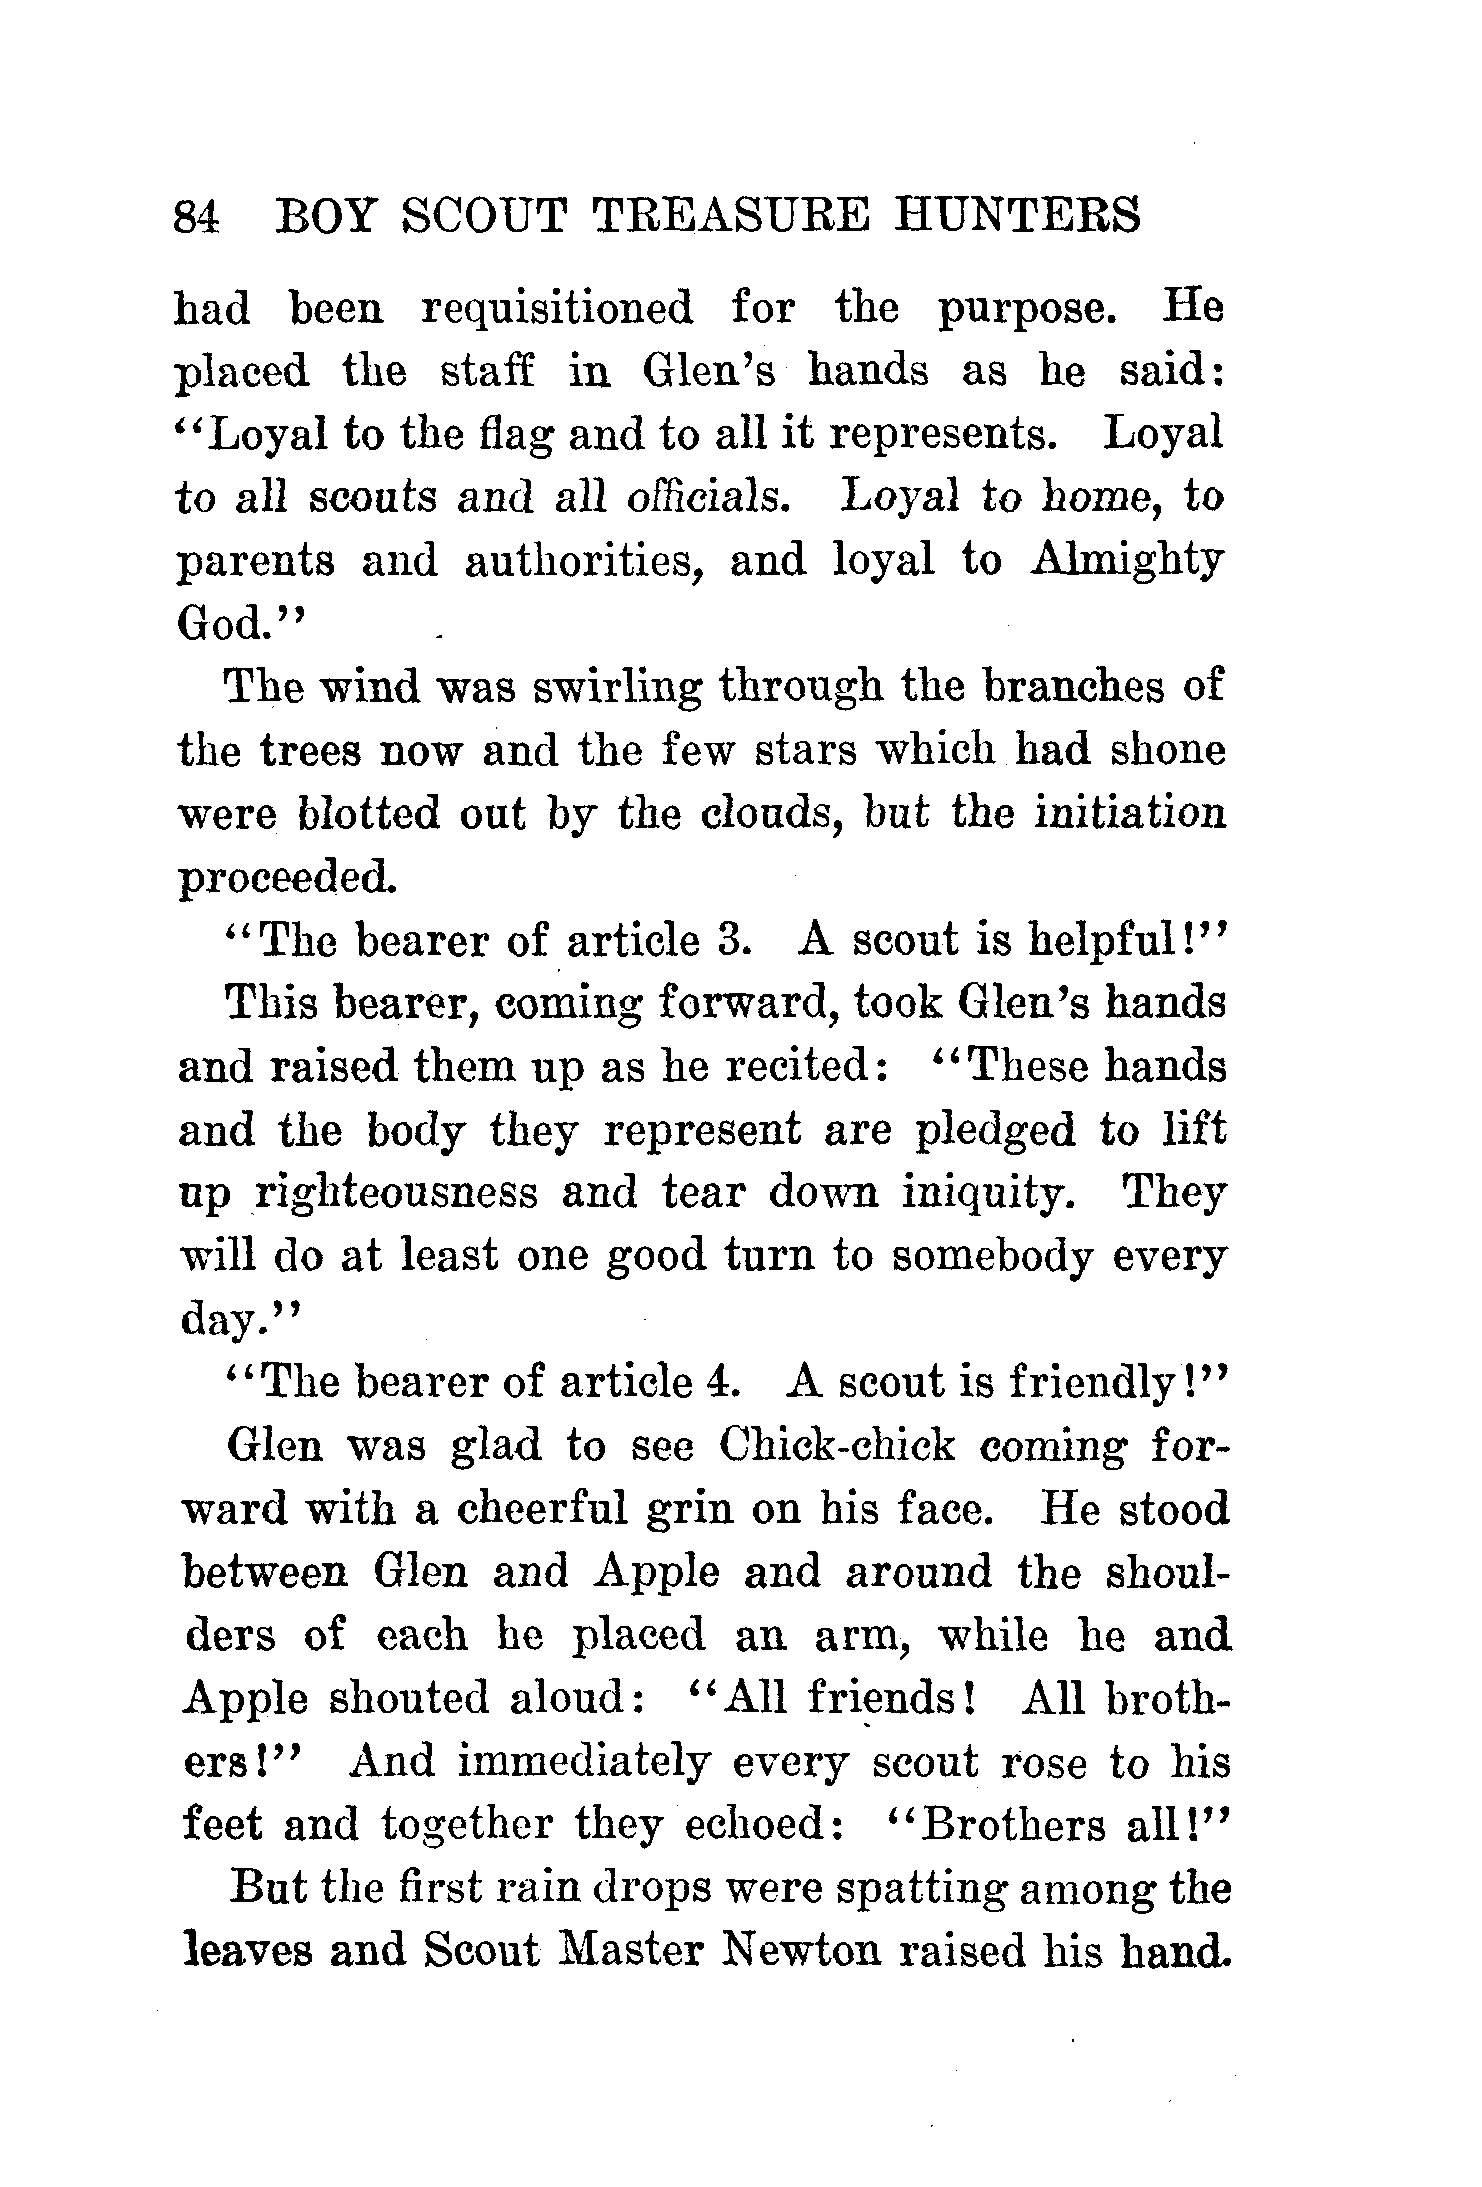 84 BOY SCOUT TREASURE HUNTERS
had been requisitioned for the purpose. He
placed the staff in Glen's hands as he said:
"Loyal to the flag and to all it represents. Loyal
to all scouts and all officials. Loyal to home, to
parents and authorities, and loyal to Almighty
God."
The wind was swirling through the branches of
the trees now and the few stars which had shone
were blotted out by the clouds, but the initiation
proceeded.
"The bearer of article 3. A scout is helpful!"
This bearer, coming forward, took Glen's hands
and raised them up as he recited: "These hands
and the body they represent are pledged to lift
up righteousness and tear down iniquity. They
will do at least one good turn to somebody every
day."
"The bearer of article 4. A scout is friendly!"
Glen was glad to see Chick-chick coming for-
ward with a cheerful grin on his face. He stood
between Glen and Apple and around the shoul-
ders of each he placed an arm, while he and
Apple shouted aloud: "All friends! All broth-
ers!" And immediately every scout rose to his
feet and together they echoed: "Brothers all!"
But the first rain drops were spatting among the
leaves and Scout Master Newton raised his hand.